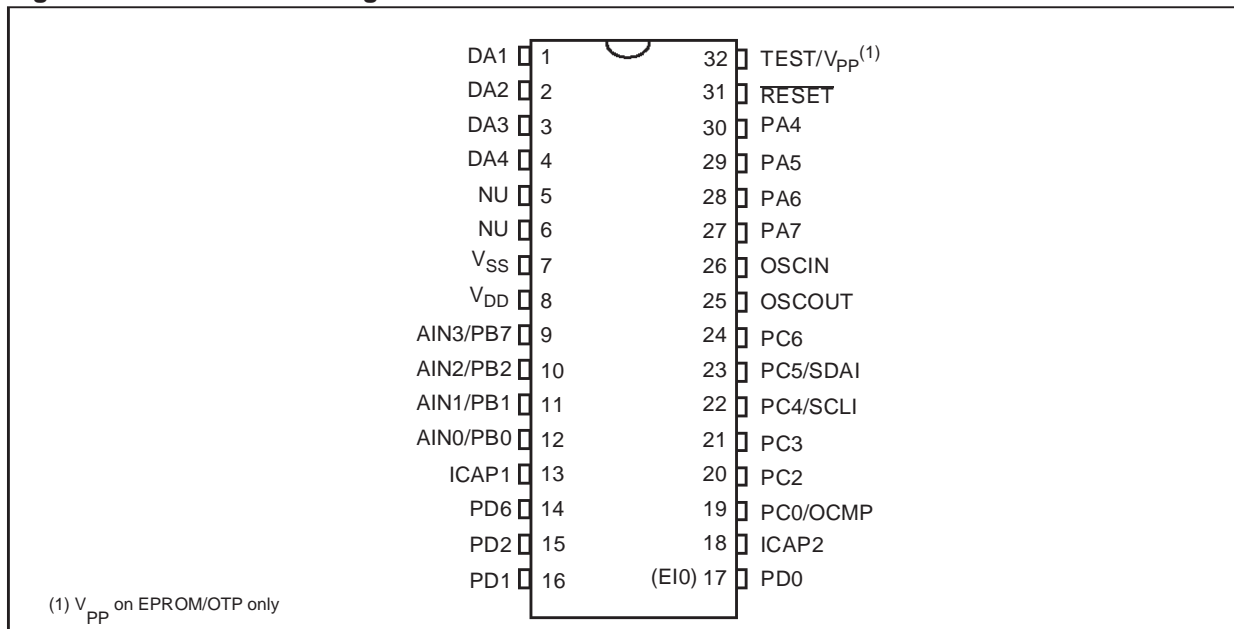 DA1 1 32 TEST/VPP(1)
DA2 2 31 RESET
DA3 3 30 PA4
DA4 4 29 PA5
NU 5 28 PA6
NU 6 27 PA7
VSS 7 26 OSCIN
VDD 8 25 OSCOUT
AIN3/PB7 9 24 PC6
AIN2/PB2 10 23 PC5/SDAI
AIN1/PB1 11 22 PC4/SCLI
AIN0/PB0 12 21 PC3
ICAP1 13 20 PC2
PD6 14 19 PC0/OCMP
PD2 15 18 ICAP2
PD1 16 (EI0) 17 PD0
(1) VPP on EPROM/OTP only